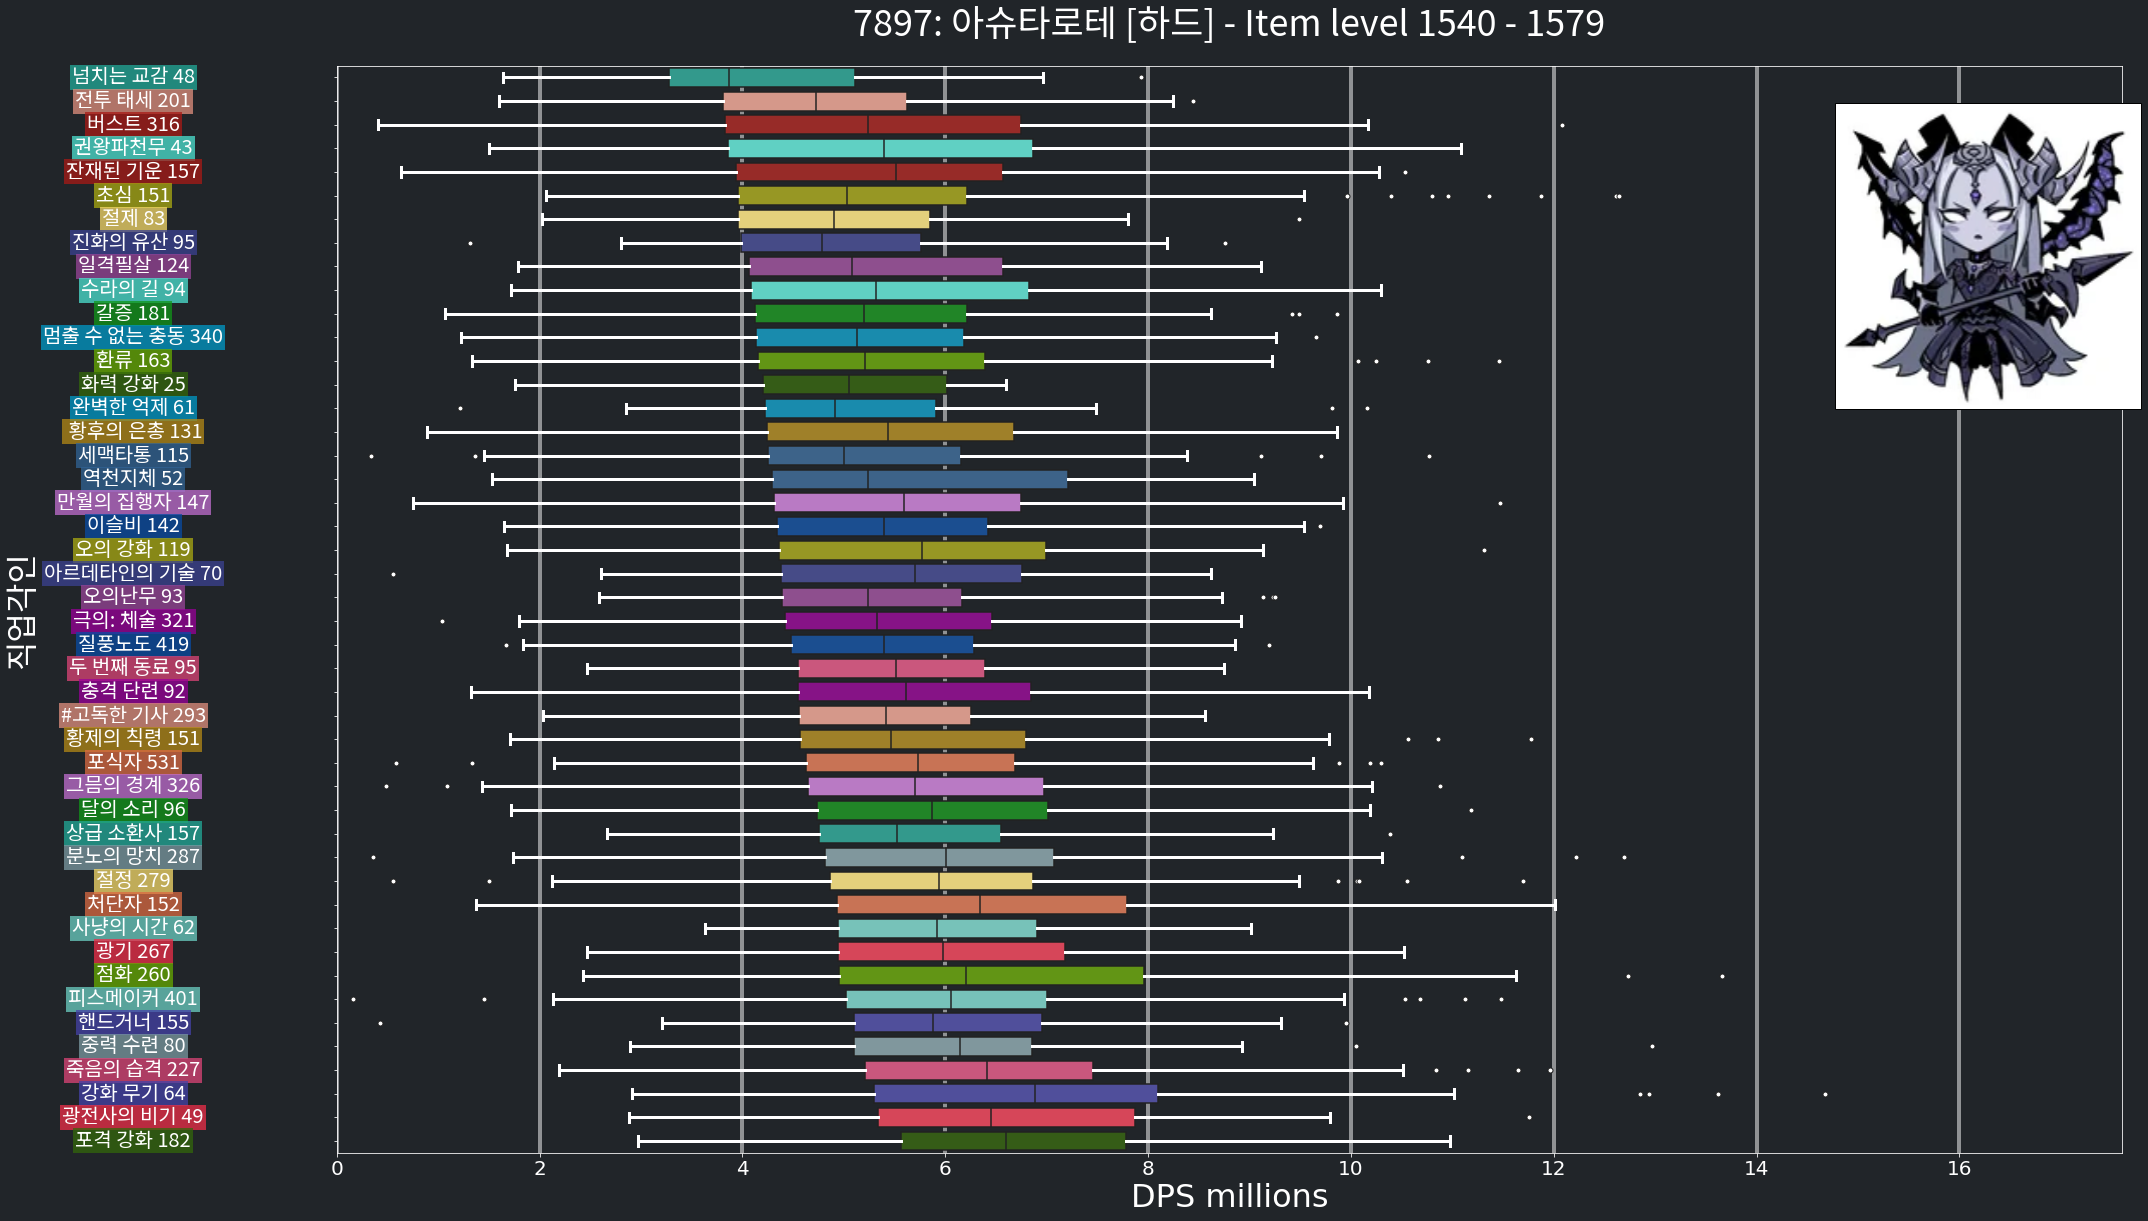 7897: 아슈타로테 [하드] - Item level 1540 - 1579
넘치는 교감 48
전투 태세 201
버스트 316
권왕파천무 43
잔재된 기운 157
초심 151
절제 83
진화의 유산 95
일격필살 124
수라의 길 94
갈증 181
멈출 수 없는 충동 340
환류 163
화력 강화 25
완벽한 억제 61
황후의 은총 131
세맥타통 115
역천지체 52
만월의 집행자 147
이슬비 142
오의 강화 119
아르데타인의 기술 70
오의난무 93
극의: 체술 321
질풍노도 419
두 번째 동료 95
충격 단련 92
#고독한 기사 293
황제의 칙령 151
포식자 531
그믐의 경계 326
달의 소리 96
상급 소환사 157
분노의 망치 287
절정 279
처단자 152
사냥의 시간 62
광기 267
점화 260
피스메이커 401
핸드거너 155
중력 수련 80
죽음의 습격 227
강화 무기 64
광전사의 비기 49
포격 강화 182
직업각인
0 2 4 6 8 10 12 14 16
DPS millions